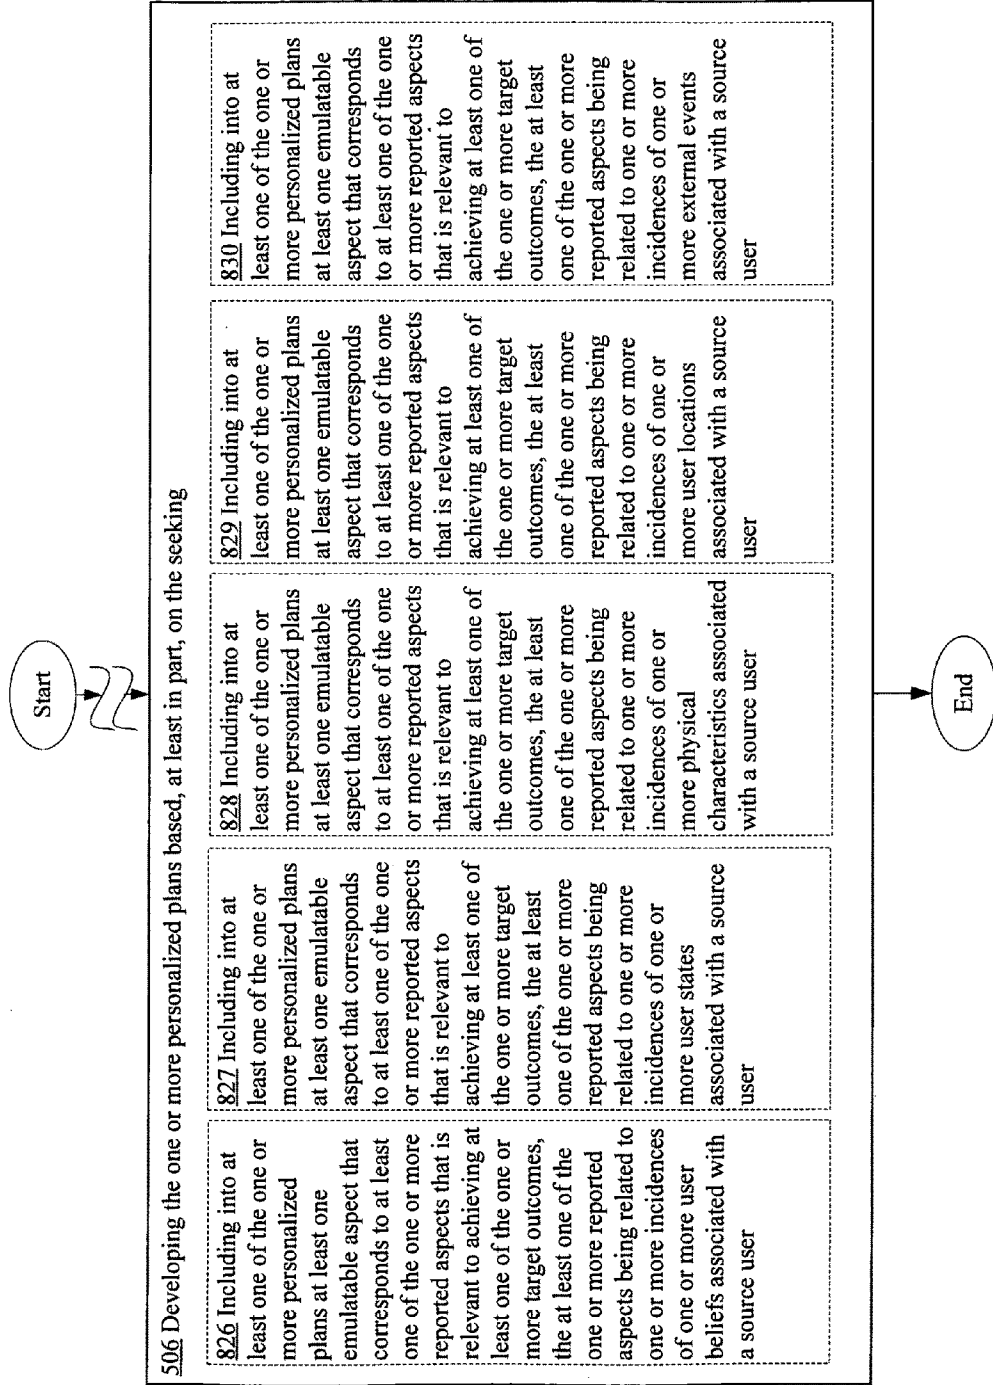 Start
506 Developing the one or more personalized plans based, at least in part, on the seeking
826 Including into at
least one of the one or
more personalized
plans at least one
emulatable aspect that
corresponds to at least
one of the one or more
reported aspects that is
relevant to achieving at
least one of the one or
more target outcomes,
the at least one of the
one or more reported
aspects being related to
one or more incidences
of one or more user
beliefs associated with
a source user
827 Including into at
least one of the one or
more personalized plans
at least one emulatable
aspect that corresponds
to at least one of the one
or more reported aspects
that is relevant to
achieving at least one of
the one or more target
outcomes, the at least
one of the one or more
reported aspects being
related to one or more
incidences of one or
more user states
associated with a source
user
828 Including into at
least one of the one or
more personalized plans
at least one emulatable
aspect that corresponds
to at least one of the one
or more reported aspects
that is relevant to
achieving at least one of
the one or more target
outcomes, the at least
one of the one or more
reported aspects being
related to one or more
incidences of one or
more physical
characteristics associated
with a source user
829 Including into at
least one of the one or
more personalized plans
at least one emulatable
aspect that corresponds
to at least one of the one
or more reported aspects
that is relevant to
achieving at least one of
the one or more target
outcomes, the at least
one of the one or more
reported aspects being
related to one or more
incidences of one or
more user locations
associated with a source
user
830 Including into at
least one of the one or
more personalized plans
at least one emulatable
aspect that corresponds
to at least one of the one
or more reported aspects
that is relevant to
achieving at least one of
the one or more target
outcomes, the at least
one of the one or more
reported aspects being
related to one or more
incidences of one or
more external events
associated with a source
user
End